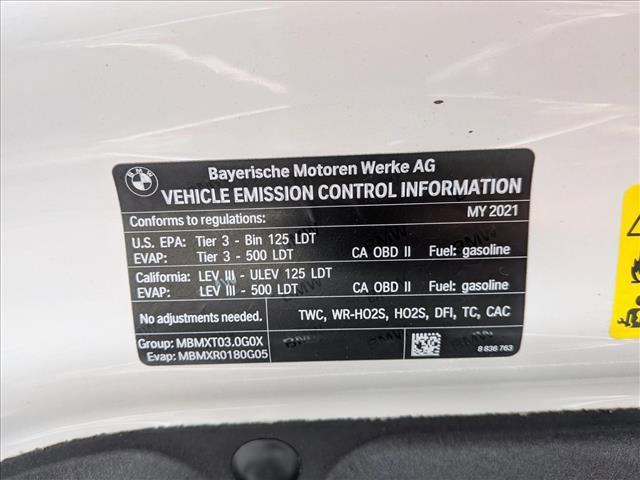 BMW
Bayerische Motoren Werke AG
VEHICLE EMISSION CONTROL INFORMATION
Conforms to regulations: MY 2021
U.S. EPA: Tier 3 - Bin 125 LDT
EVAP: Tier 3 - 500 LDT CA OBD II Fuel: gasoline
California: LEV III - ULEV 125 LDT
EVAP: LEV III - 500 LDT CA OBD II Fuel: gasoline
No adjustments needed. TWC, WR-HO2S, HO2S, DFI, TC, CAC
Group: MBMXT03.0G0X
Evap: MBMXR0180G05
8 836 763